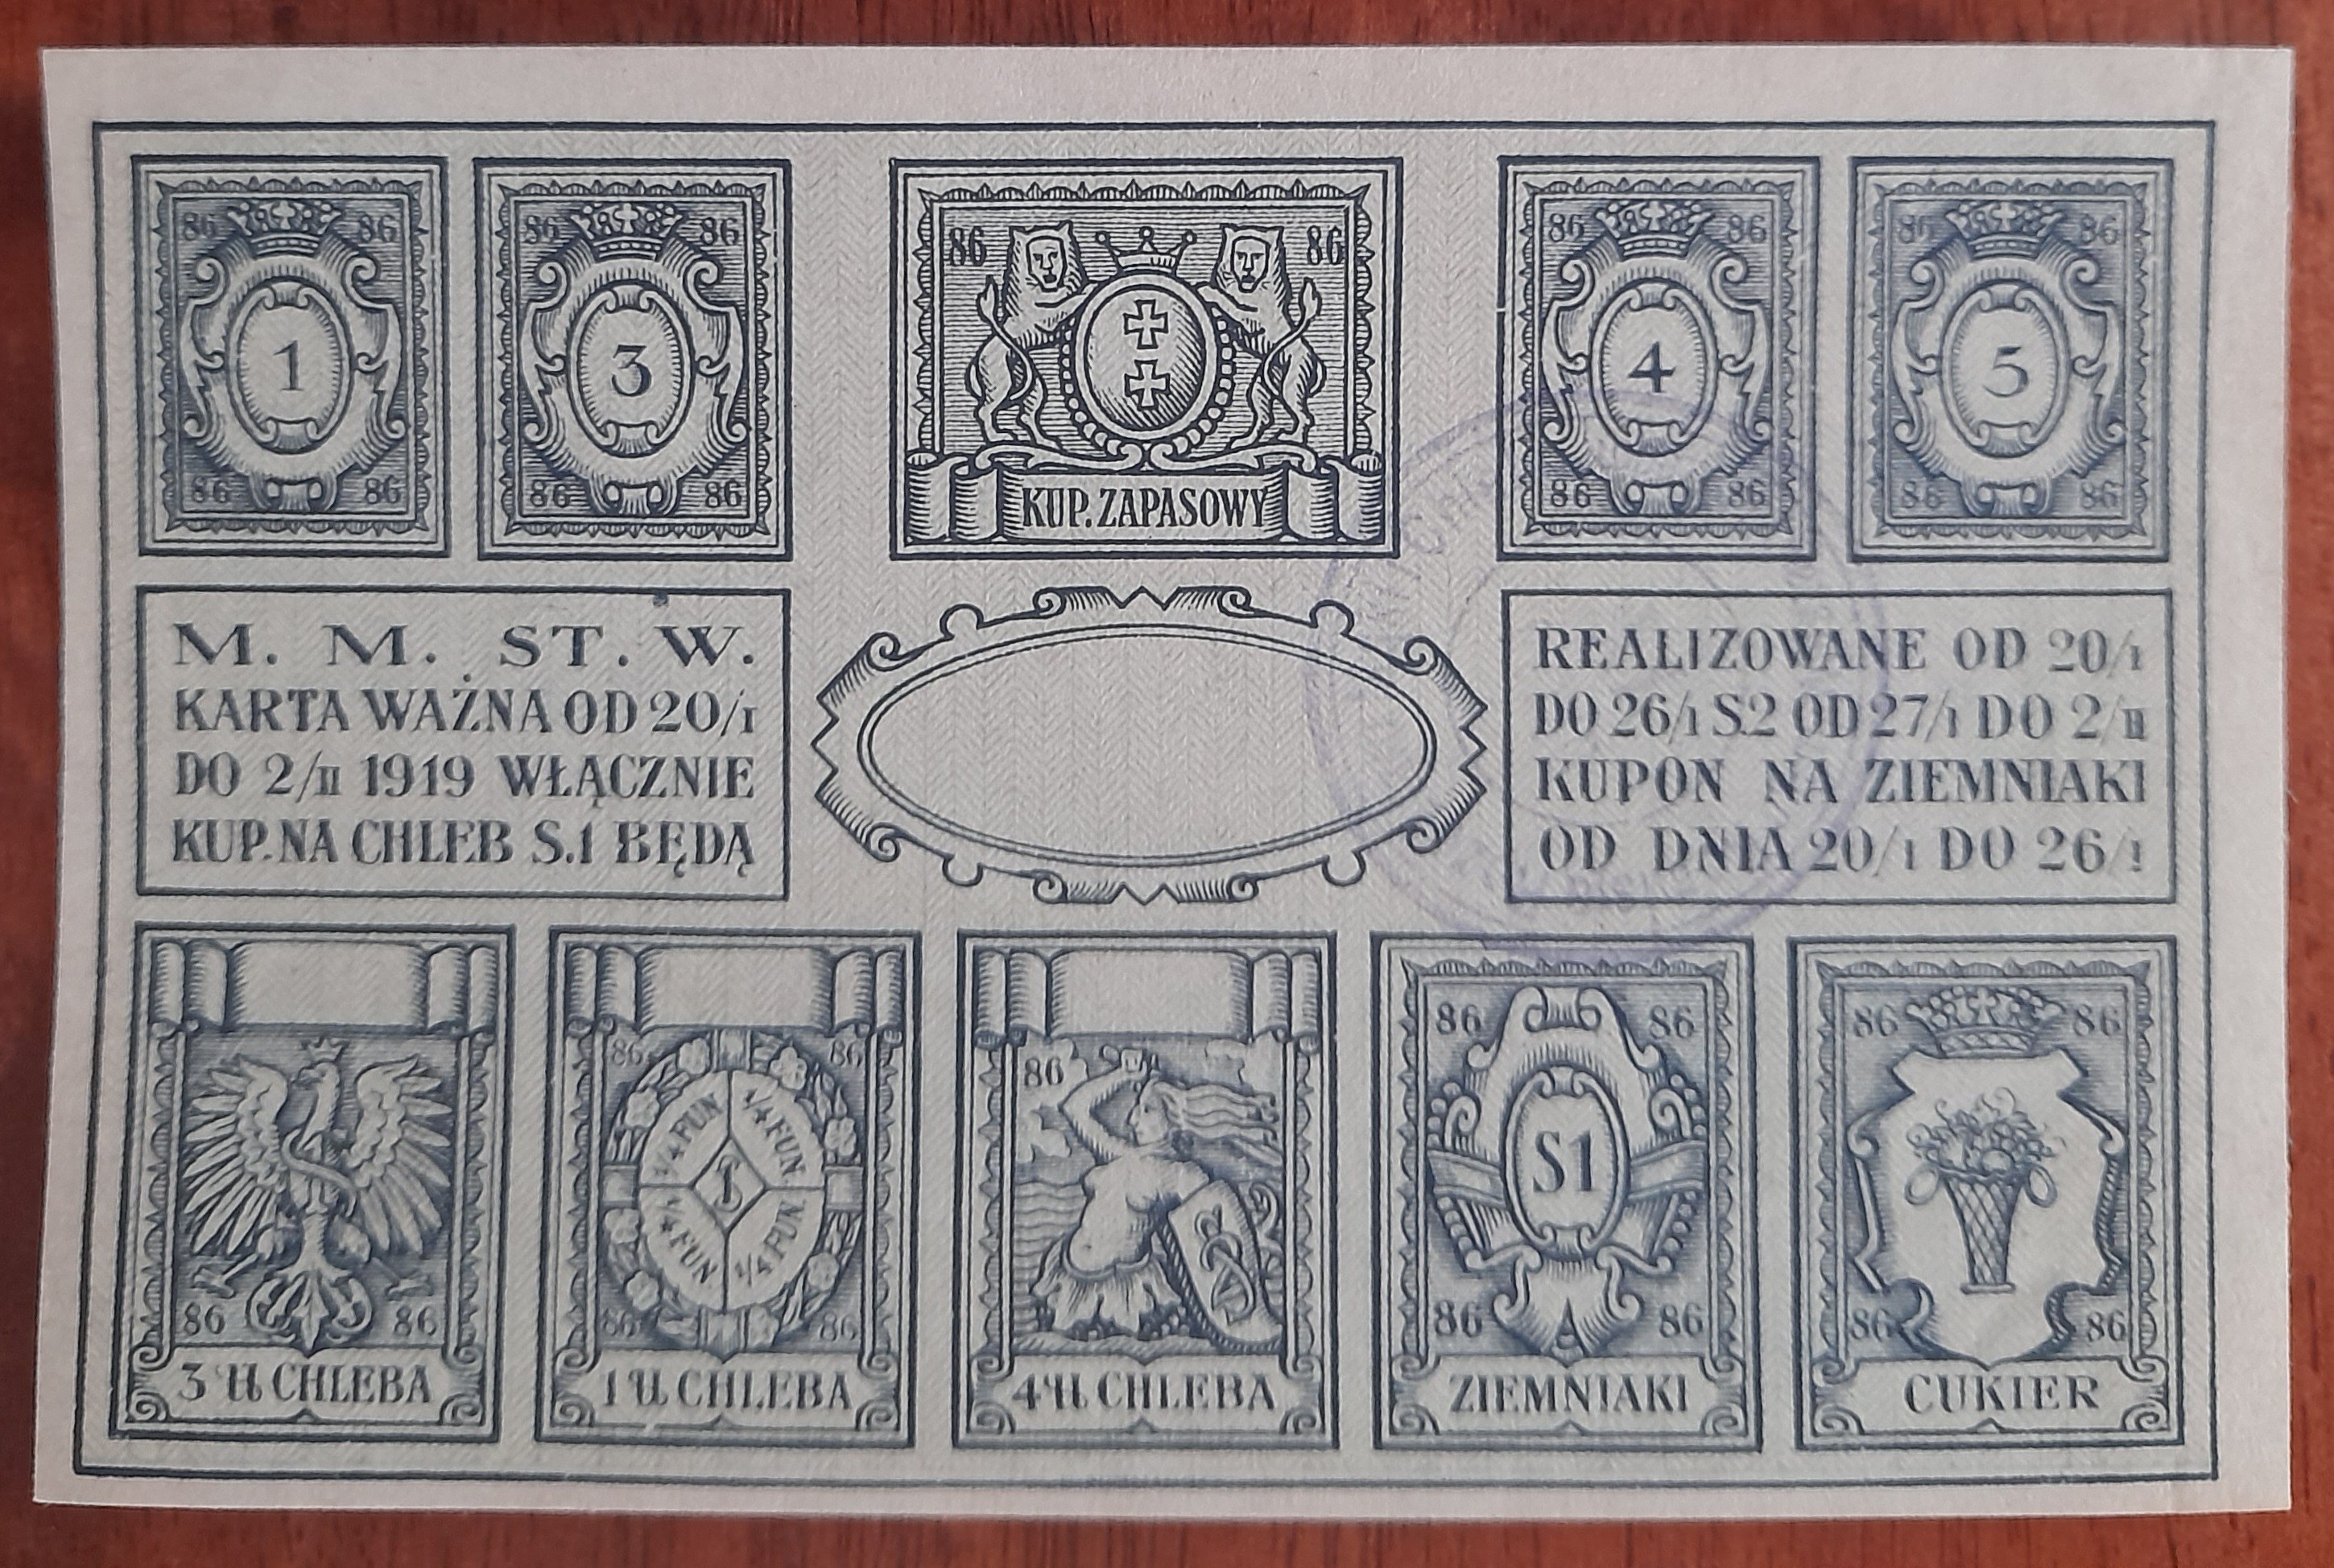 86 86
1
86 86
86 86
3
86 86
86 86
KUP. ZAPASOWY
86 86
4
86 86
86 86
5
86 86
M. M. ST. W.
KARTA WAŻNA OD 20/I
DO 2/II 1919 WŁĄCZNIE
KUP. NA CHLEB S.1 BĘDĄ
REALIZOWANE OD 20/I
DO 26/I S.2 OD 27/I DO 2/II
KUPON NA ZIEMNIAKI
OD DNIA 20/I DO 26/I
86 86
3 ℔ CHLEBA
86 86
1/4 FUN. 1/4 FUN.
1/4 FUN. 1/4 FUN.
86 86
1 ℔ CHLEBA
86
4 ℔ CHLEBA
86 86
S1
86 86
ZIEMNIAKI
86 86
86 86
CUKIER